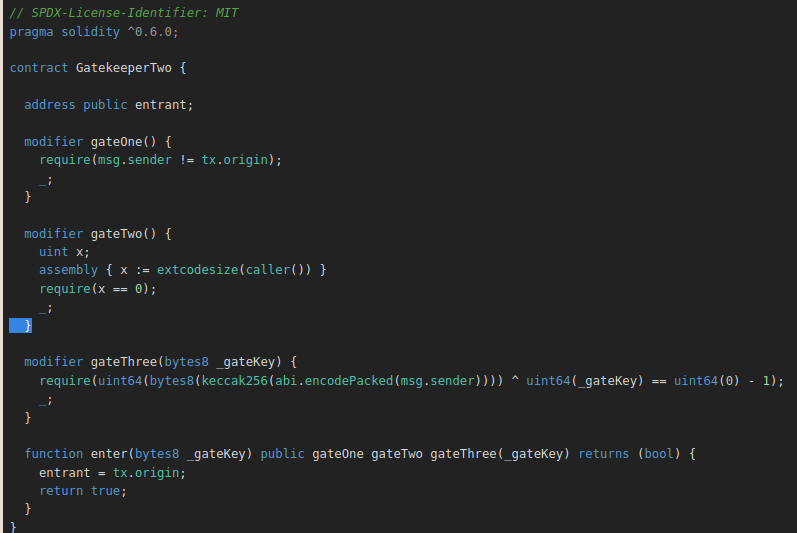 // SPDX-License-Identifier: MIT
pragma solidity ^0.6.0;
contract GatekeeperTwo {
address public entrant;
modifier gateOne() {
require(msg.sender != tx.origin);
_;
}
modifier gateTwo() {
uint x;
assembly { x := extcodesize(caller()) }
require(x == 0);
_;
}
modifier gateThree(bytes8 _gateKey) {
require(uint64(bytes8(keccak256(abi.encodePacked(msg.sender)))) ^ uint64(_gateKey) == uint64(0) - 1);
_;
}
function enter(bytes8 _gateKey) public gateOne gateTwo gateThree(_gateKey) returns (bool) {
entrant = tx.origin;
return true;
}
}